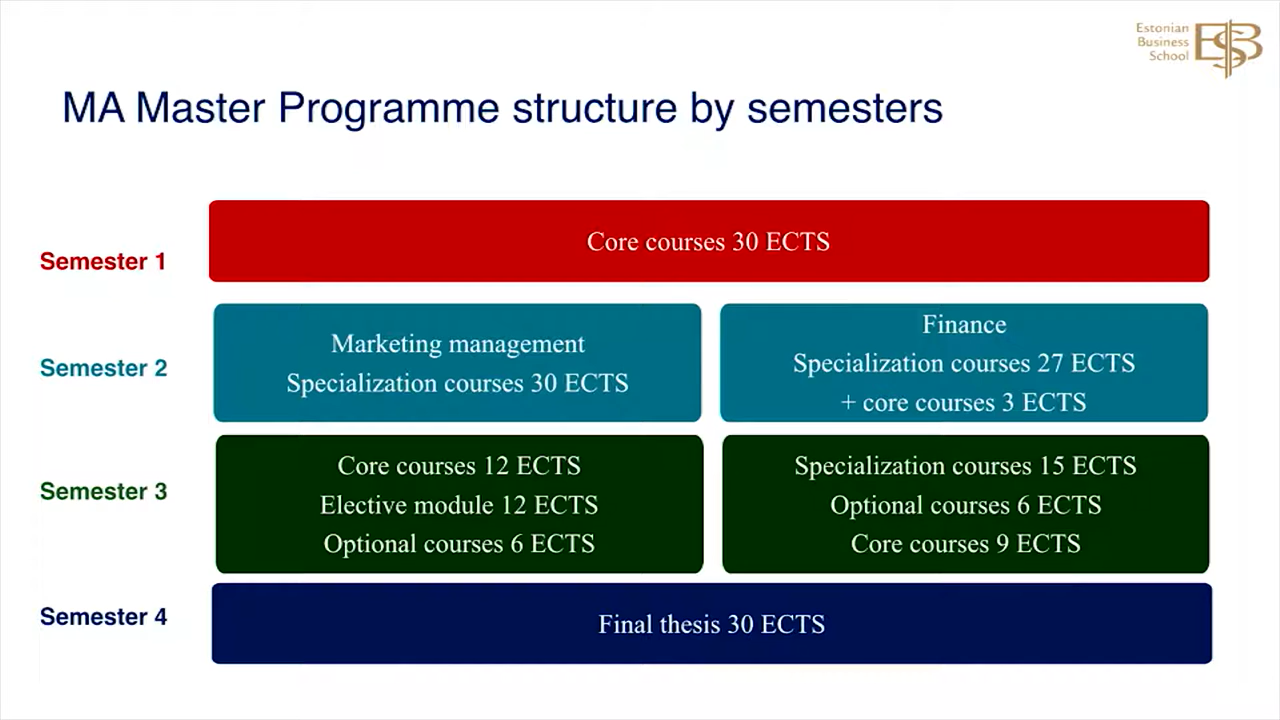 Estonian
Business
School
EBS
MA Master Programme structure by semesters
Semester 1
Core courses 30 ECTS
Semester 2
Marketing management
Specialization courses 30 ECTS
Finance
Specialization courses 27 ECTS
+ core courses 3 ECTS
Semester 3
Core courses 12 ECTS
Elective module 12 ECTS
Optional courses 6 ECTS
Specialization courses 15 ECTS
Optional courses 6 ECTS
Core courses 9 ECTS
Semester 4
Final thesis 30 ECTS